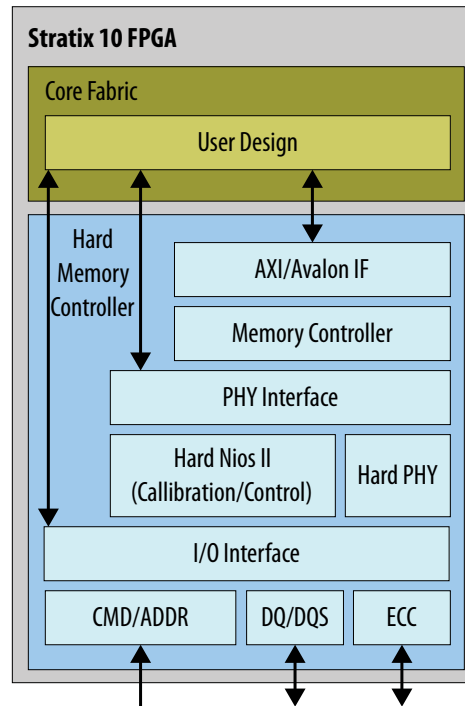 Stratix 10 FPGA
Core Fabric
User Design
Hard
Memory
Controller
AXI/Avalon IF
Memory Controller
PHY Interface
Hard Nios II
(Callibration/Control)
Hard PHY
I/O Interface
CMD/ADDR
DQ/DQS
ECC